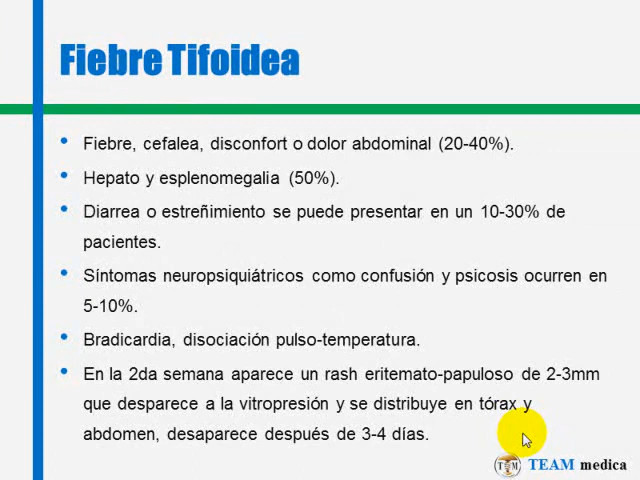 Fiebre Tifoidea
• Fiebre, cefalea, disconfort o dolor abdominal (20-40%).
• Hepato y esplenomegalia (50%).
• Diarrea o estreñimiento se puede presentar en un 10-30% de
pacientes.
• Síntomas neuropsiquiátricos como confusión y psicosis ocurren en
5-10%.
• Bradicardia, disociación pulso-temperatura.
• En la 2da semana aparece un rash eritemato-papuloso de 2-3mm
que desparece a la vitropresión y se distribuye en tórax y
abdomen, desaparece después de 3-4 días.
TEAM medica